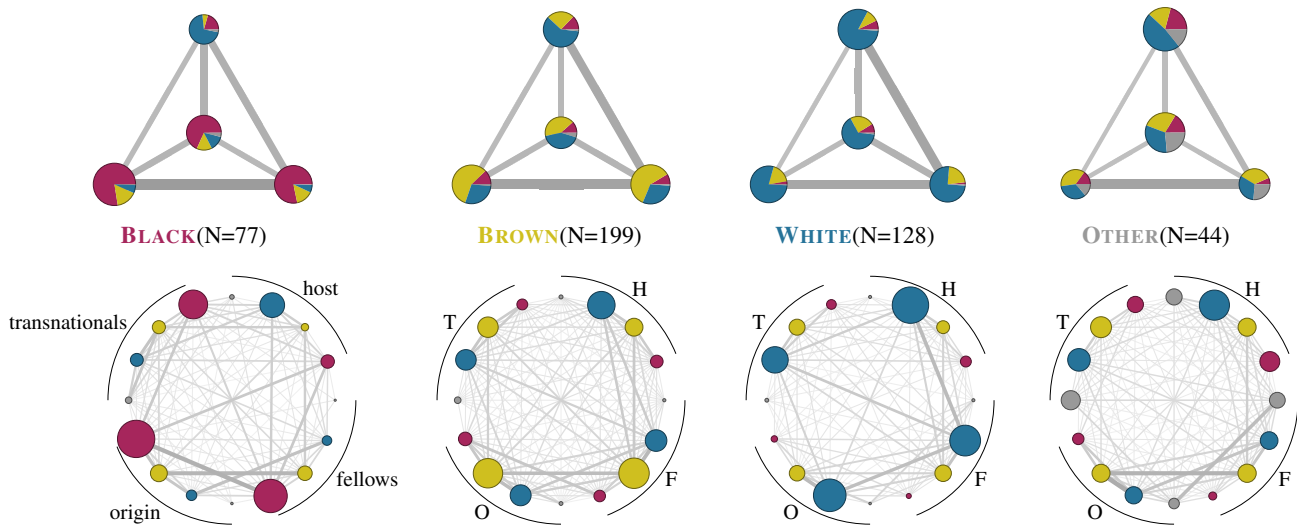 BLACK(N=77)
BROWN(N=199)
WHITE(N=128)
OTHER(N=44)
host
transnationals
origin
fellows
H
T
O
F
H
T
O
F
H
T
O
F